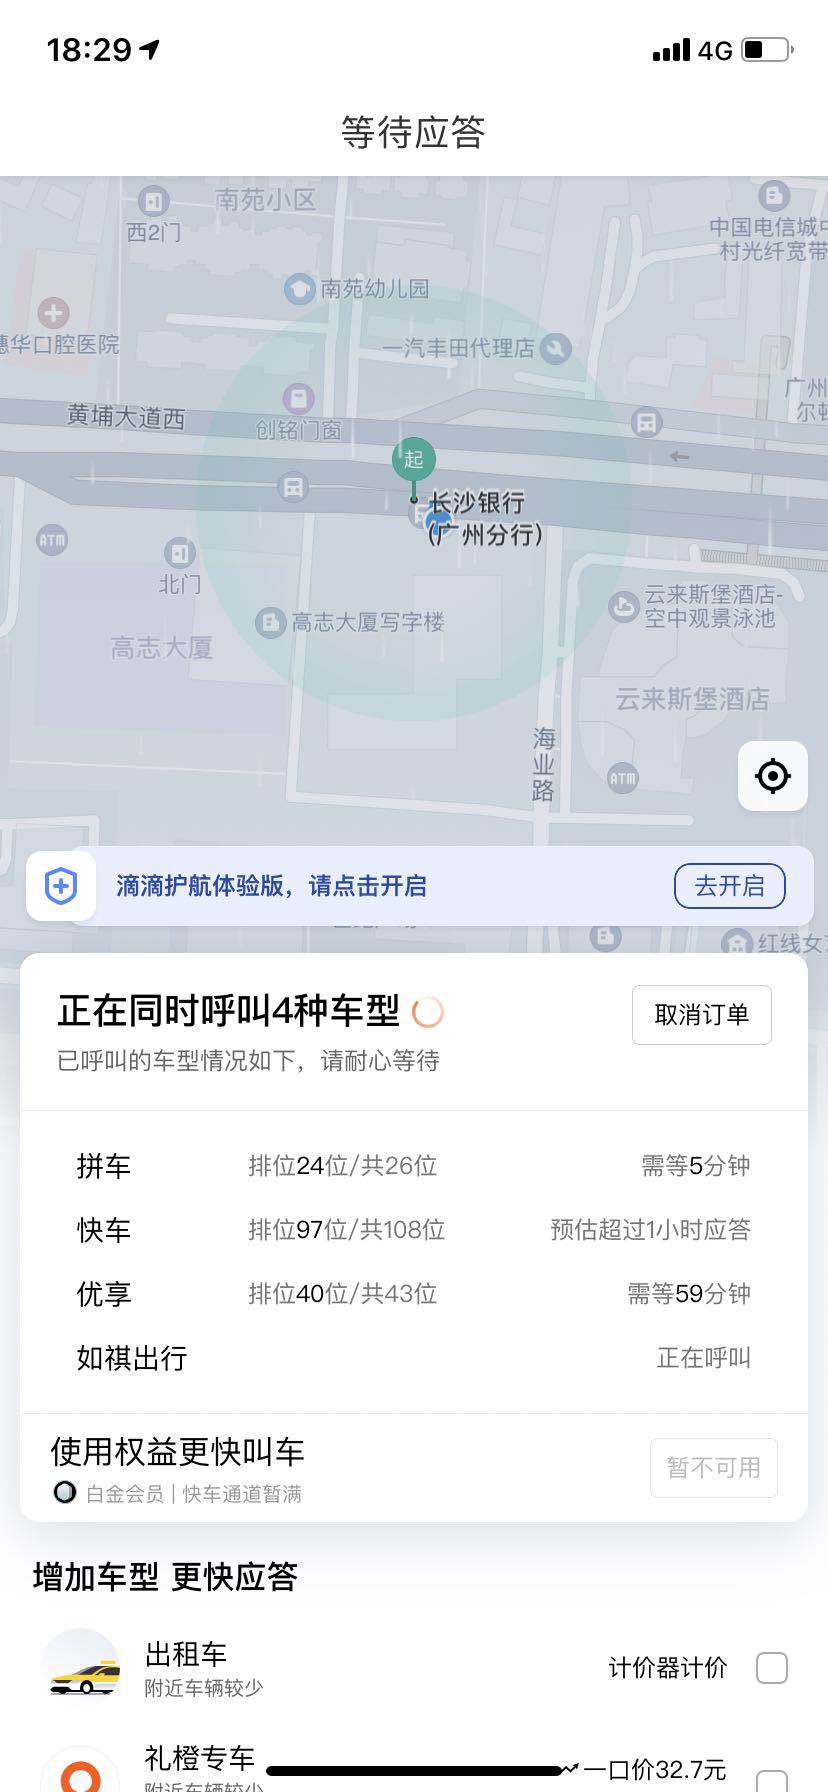 18:29
4G
等待应答
南苑小区
西2门
中国电信城中
村光纤宽带
南苑幼儿园
穗华口腔医院
一汽丰田代理店
广州
尔顿
黄埔大道西
创铭门窗
起
长沙银行
(广州分行)
ATM
北门
云来斯堡酒店-
空中观景泳池
高志大厦写字楼
高志大厦
云来斯堡酒店
海业路
ATM
滴滴护航体验版，请点击开启
去开启
红线女
正在同时呼叫4种车型
取消订单
已呼叫的车型情况如下，请耐心等待
拼车 排位24位/共26位 需等5分钟
快车 排位97位/共108位 预估超过1小时应答
优享 排位40位/共43位 需等59分钟
如祺出行 正在呼叫
使用权益更快叫车
暂不可用
白金会员 | 快车通道暂满
增加车型 更快应答
出租车
计价器计价
附近车辆较少
礼橙专车
一口价32.7元
附近车辆较少